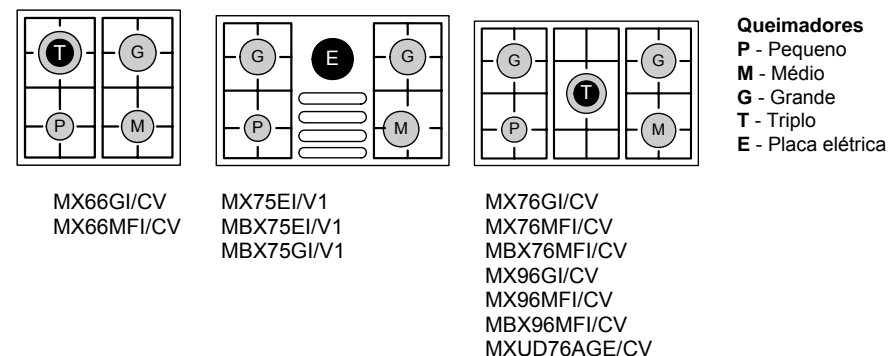 T G
P M
G E G
P M
G T G
P M
Queimadores
P - Pequeno
M - Médio
G - Grande
T - Triplo
E - Placa elétrica
MX66GI/CV
MX66MFI/CV
MX75EI/V1
MBX75EI/V1
MBX75GI/V1
MX76GI/CV
MX76MFI/CV
MBX76MFI/CV
MX96GI/CV
MX96MFI/CV
MBX96MFI/CV
MXUD76AGE/CV